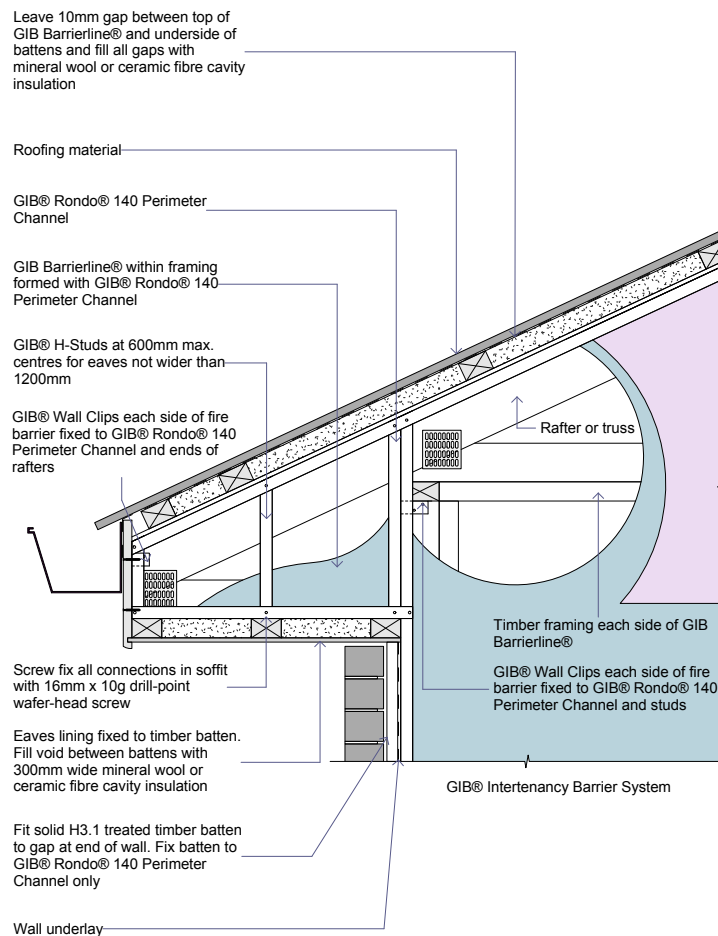 Leave 10mm gap between top of
GIB Barrierline® and underside of
battens and fill all gaps with
mineral wool or ceramic fibre cavity
insulation
Roofing material
GIB® Rondo® 140 Perimeter
Channel
GIB Barrierline® within framing
formed with GIB® Rondo® 140
Perimeter Channel
GIB® H-Studs at 600mm max.
centres for eaves not wider than
1200mm
GIB® Wall Clips each side of fire
barrier fixed to GIB® Rondo® 140
Perimeter Channel and ends of
rafters
Rafter or truss
Timber framing each side of GIB
Barrierline®
GIB® Wall Clips each side of fire
barrier fixed to GIB® Rondo® 140
Perimeter Channel and studs
Screw fix all connections in soffit
with 16mm x 10g drill-point
wafer-head screw
Eaves lining fixed to timber batten.
Fill void between battens with
300mm wide mineral wool or
ceramic fibre cavity insulation
GIB® Intertenancy Barrier System
Fit solid H3.1 treated timber batten
to gap at end of wall. Fix batten to
GIB® Rondo® 140 Perimeter
Channel only
Wall underlay